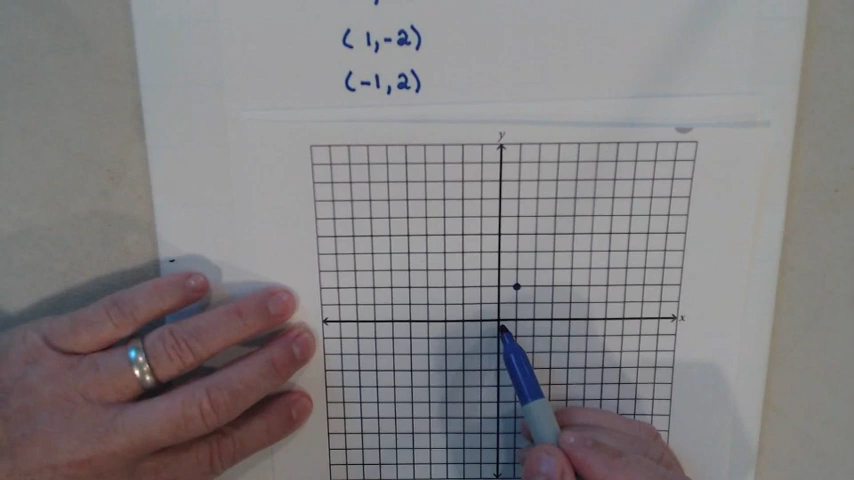 (1,-2)
(-1,2)
y
x